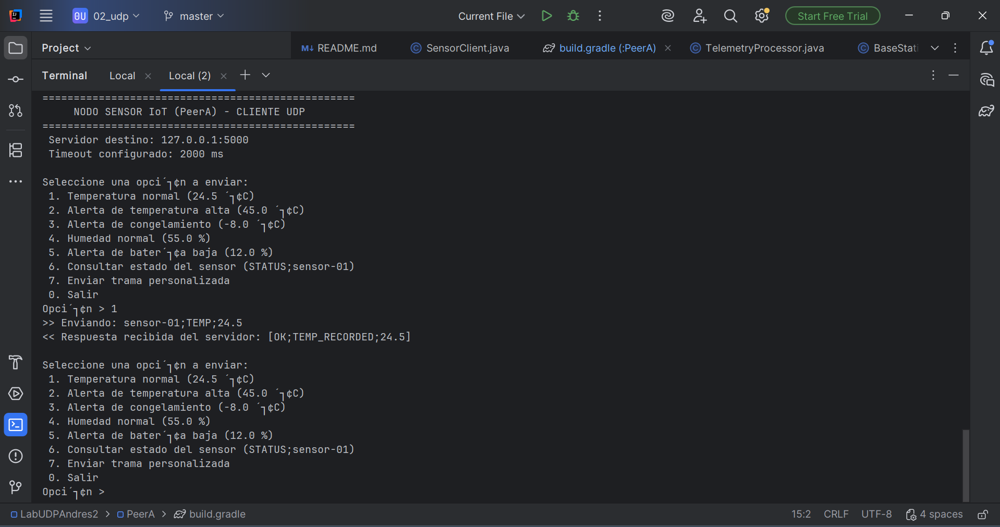 0U 02_udp master Current File Start Free Trial
Project README.md SensorClient.java build.gradle (:PeerA) TelemetryProcessor.java BaseStati
Terminal Local Local (2)
==================================================
NODO SENSOR IoT (PeerA) - CLIENTE UDP
==================================================
Servidor destino: 127.0.0.1:5000
Timeout configurado: 2000 ms
Seleccione una opci´┐¢n a enviar:
1. Temperatura normal (24.5 ´┐¢C)
2. Alerta de temperatura alta (45.0 ´┐¢C)
3. Alerta de congelamiento (-8.0 ´┐¢C)
4. Humedad normal (55.0 %)
5. Alerta de bater´┐¢a baja (12.0 %)
6. Consultar estado del sensor (STATUS;sensor-01)
7. Enviar trama personalizada
0. Salir
Opci´┐¢n > 1
>> Enviando: sensor-01;TEMP;24.5
<< Respuesta recibida del servidor: [OK;TEMP_RECORDED;24.5]
Seleccione una opci´┐¢n a enviar:
1. Temperatura normal (24.5 ´┐¢C)
2. Alerta de temperatura alta (45.0 ´┐¢C)
3. Alerta de congelamiento (-8.0 ´┐¢C)
4. Humedad normal (55.0 %)
5. Alerta de bater´┐¢a baja (12.0 %)
6. Consultar estado del sensor (STATUS;sensor-01)
7. Enviar trama personalizada
0. Salir
Opci´┐¢n >
LabUDPAndres2 > PeerA > build.gradle 15:2 CRLF UTF-8 4 spaces